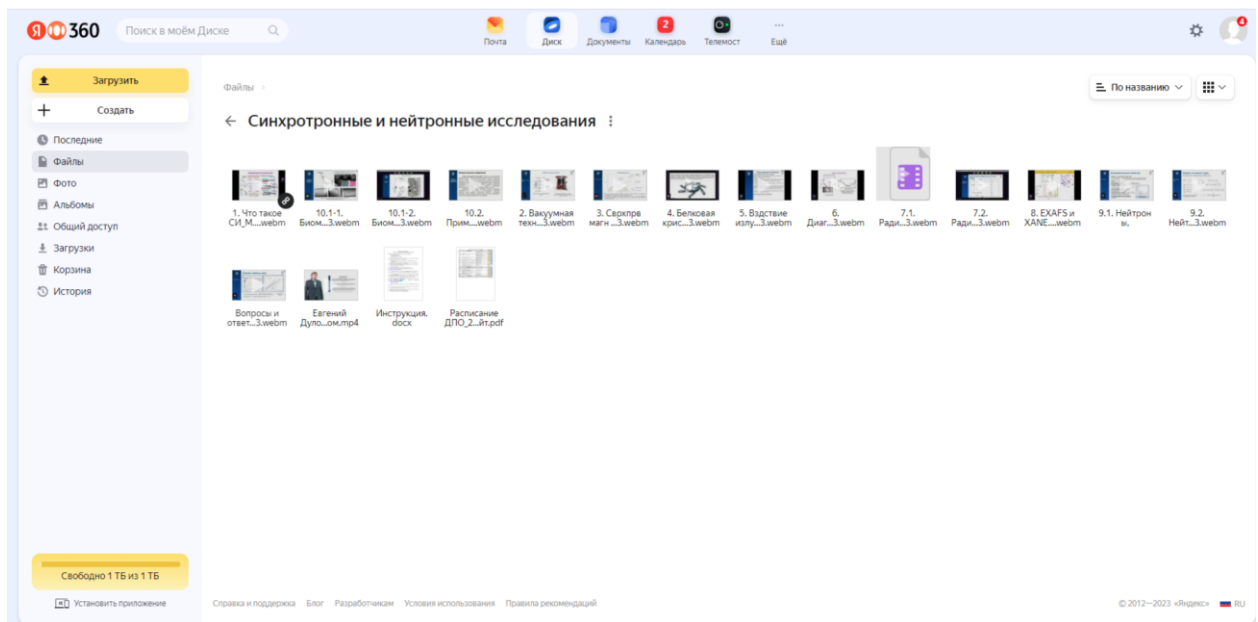 Я 360
Поиск в моём Диске
Почта
Диск
Документы
2
Календарь
Телемост
Ещё
4
Загрузить
Создать
Последние
Файлы
Фото
Альбомы
Общий доступ
Загрузки
Корзина
История
Свободно 1 ТБ из 1 ТБ
Установить приложение
Файлы
По названию
Синхротронные и нейтронные исследования
1. Что такое
СИ_М....webm
10.1-1.
Биом...3.webm
10.1-2.
Биом...3.webm
10.2.
Прим....webm
2. Вакуумная
техн...3.webm
3. Сврхпрв
магн ...3.webm
4. Белковая
крис...3.webm
5. Вздствие
излу...3.webm
6.
Диаг...3.webm
7.1.
Ради...3.webm
7.2.
Ради...3.webm
8. EXAFS и
XANE....webm
9.1. Нейтрон
ы,
9.2.
Нейт...3.webm
Вопросы и
ответ...3.webm
Евгений
Дуло...ом.mp4
Инструкция.
docx
Расписание
ДПО_2...йт.pdf
Справка и поддержка
Блог
Разработчикам
Условия использования
Правила рекомендаций
© 2012—2023 «Яндекс»
RU